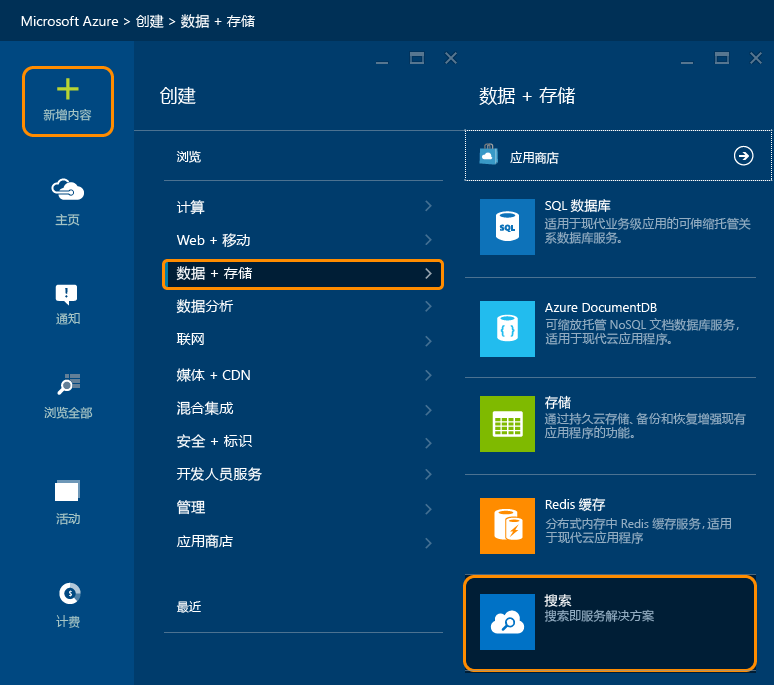 Microsoft Azure > 创建 > 数据 + 存储
新增内容
主页
通知
浏览全部
活动
计费
创建
浏览
计算
Web + 移动
数据 + 存储
数据分析
联网
媒体 + CDN
混合集成
安全 + 标识
开发人员服务
管理
应用商店
最近
数据 + 存储
应用商店
SQL
SQL 数据库
适用于现代业务级应用的可伸缩托管关
系数据库服务。
Azure DocumentDB
可缩放托管 NoSQL 文档数据库服务，
适用于现代云应用程序。
存储
通过持久云存储、备份和恢复增强现有
应用程序的功能。
Redis 缓存
分布式内存中 Redis 缓存服务，适用
于现代云应用程序
搜索
搜索即服务解决方案